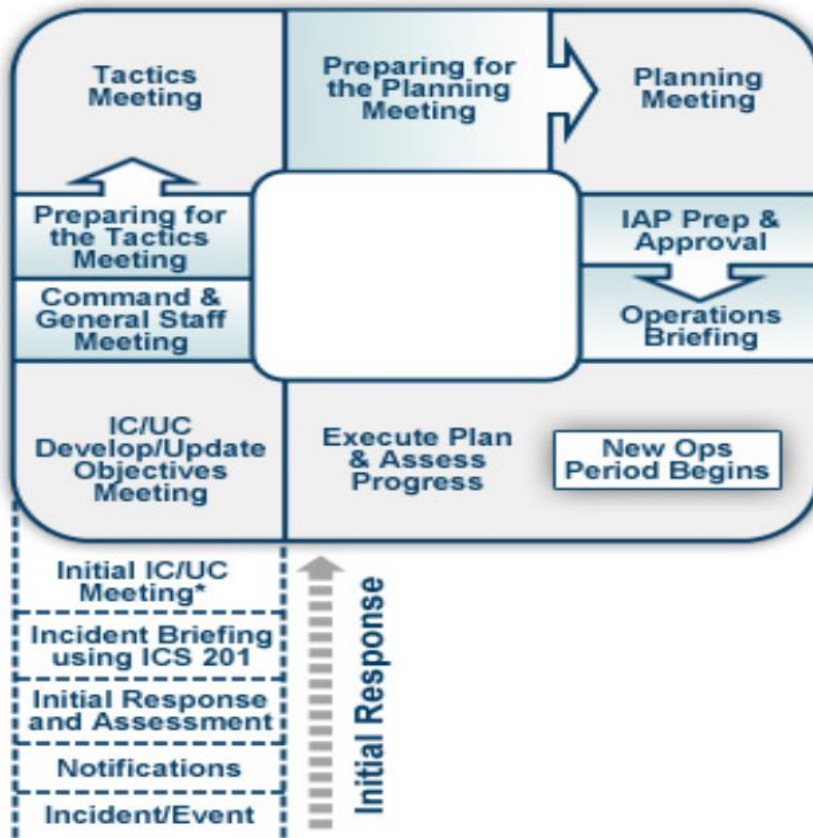 Tactics
Meeting
Preparing for
the Planning
Meeting
Planning
Meeting
Preparing for
the Tactics
Meeting
IAP Prep &
Approval
Command &
General Staff
Meeting
Operations
Briefing
IC/UC
Develop/Update
Objectives
Meeting
Execute Plan
& Assess
Progress
New Ops
Period Begins
Initial IC/UC
Meeting*
Incident Briefing
using ICS 201
Initial Response
and Assessment
Notifications
Incident/Event
Initial Response